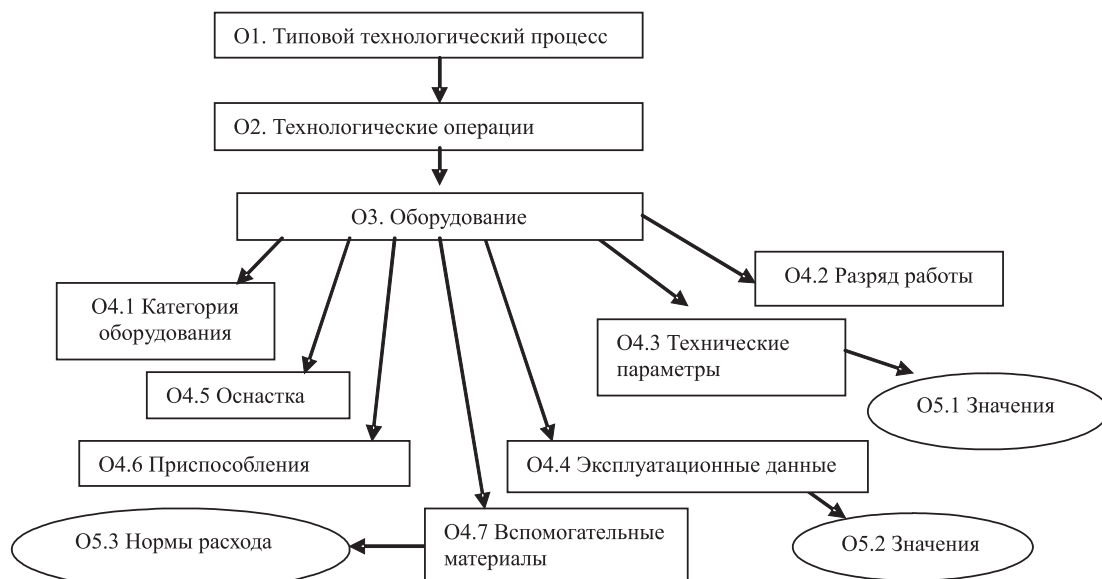 О1. Типовой технологический процесс
О2. Технологические операции
О3. Оборудование
О4.2 Разряд работы
О4.1 Категория
оборудования
О4.3 Технические
параметры
О4.5 Оснастка
О5.1 Значения
О4.6 Приспособления
О4.4 Эксплуатационные данные
О4.7 Вспомогательные
материалы
О5.3 Нормы расхода
О5.2 Значения